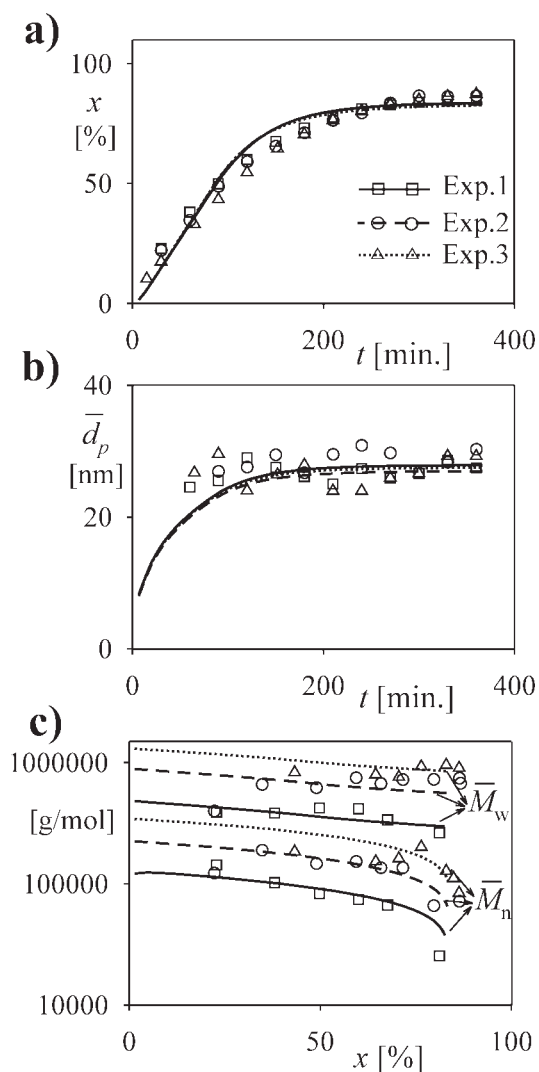 a)
100
x
[%]
50
0
Exp.1
Exp.2
Exp.3
0 200 400
t [min.]
b)
40
d̅p
[nm]
20
0
0 200 400
t [min.]
c)
1000000
[g/mol]
100000
10000
M̅w
M̅n
0 50 100
x [%]